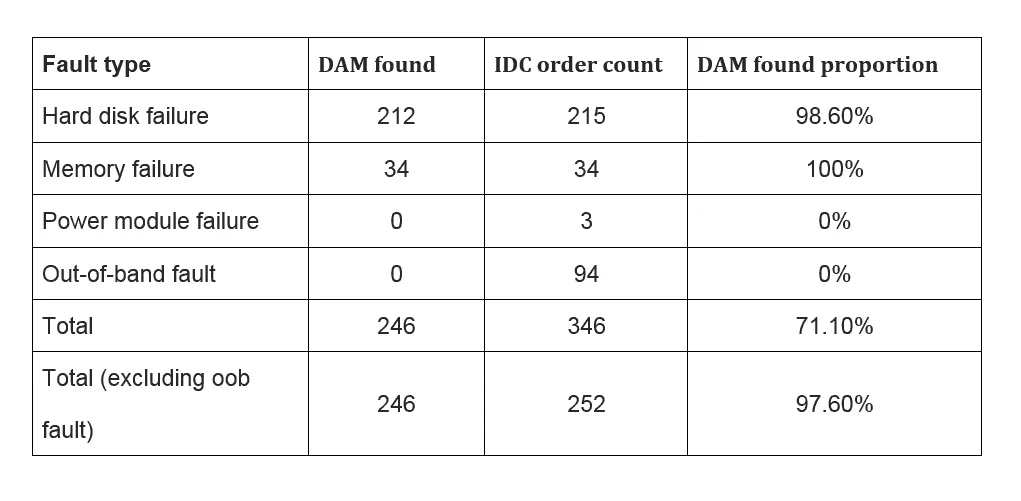 Fault type DAM found IDC order count DAM found proportion
Hard disk failure 212 215 98.60%
Memory failure 34 34 100%
Power module failure 0 3 0%
Out-of-band fault 0 94 0%
Total 246 346 71.10%
Total (excluding oob
fault) 246 252 97.60%